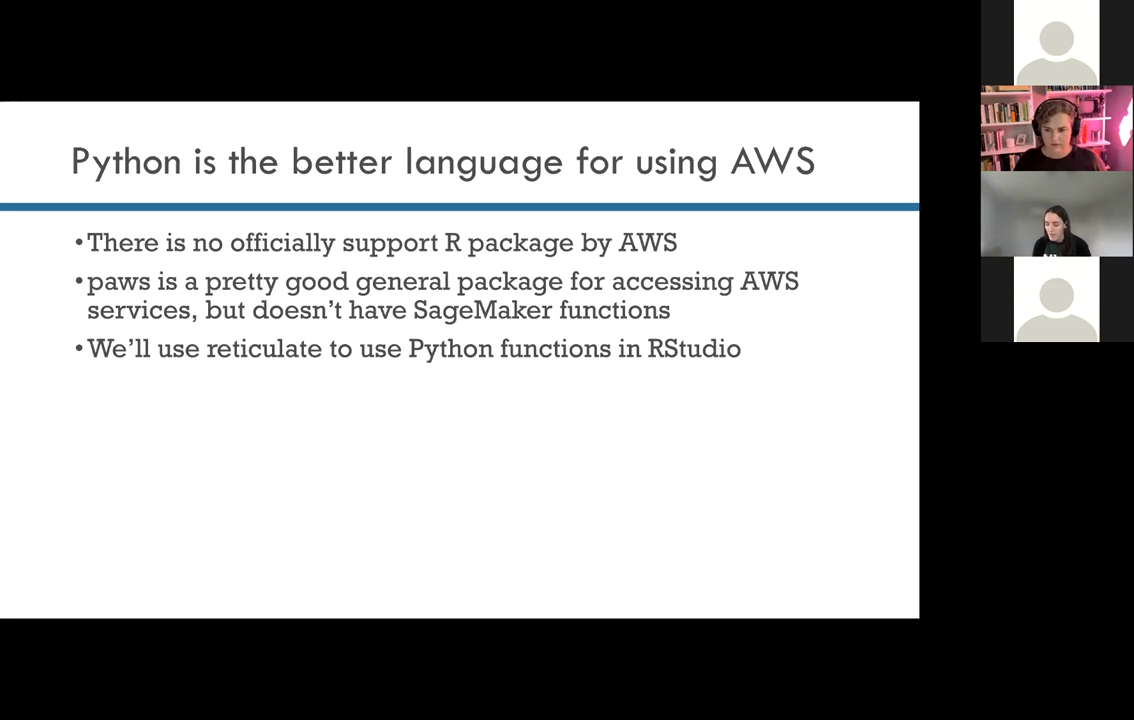 Python is the better language for using AWS
•There is no officially support R package by AWS
•paws is a pretty good general package for accessing AWS
services, but doesn't have SageMaker functions
•We'll use reticulate to use Python functions in RStudio